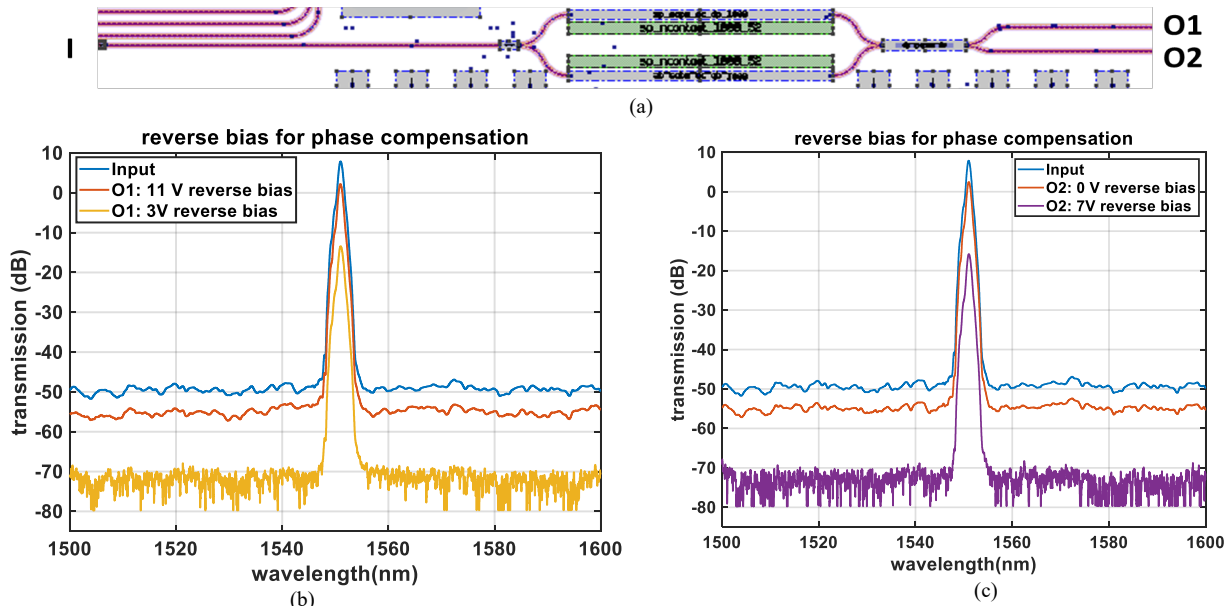 I
sp_ncontest_1000_52
sp_ncontest_1000_52
O1
O2
(a)
reverse bias for phase compensation
Input
O1: 11 V reverse bias
O1: 3V reverse bias
transmission (dB)
10
0
-10
-20
-30
-40
-50
-60
-70
-80
1500
1520
1540
1560
1580
1600
wavelength(nm)
(b)
reverse bias for phase compensation
Input
O2: 0 V reverse bias
O2: 7V reverse bias
transmission (dB)
10
0
-10
-20
-30
-40
-50
-60
-70
-80
1500
1520
1540
1560
1580
1600
wavelength(nm)
(c)